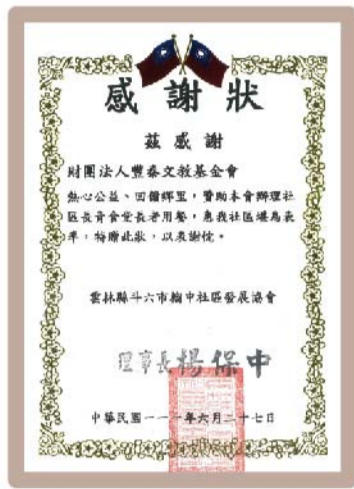 感謝狀
茲感謝
財團法人豐泰文教基金會
熱心公益、回饋鄉里,贊助本會辦理社
區長青食堂長者用餐,惠我社區堪為表
率,特贈此狀,以表謝忱。
雲林縣斗六市榴中社區發展協會
理事長楊保中
中華民國一一一年六月二十七日